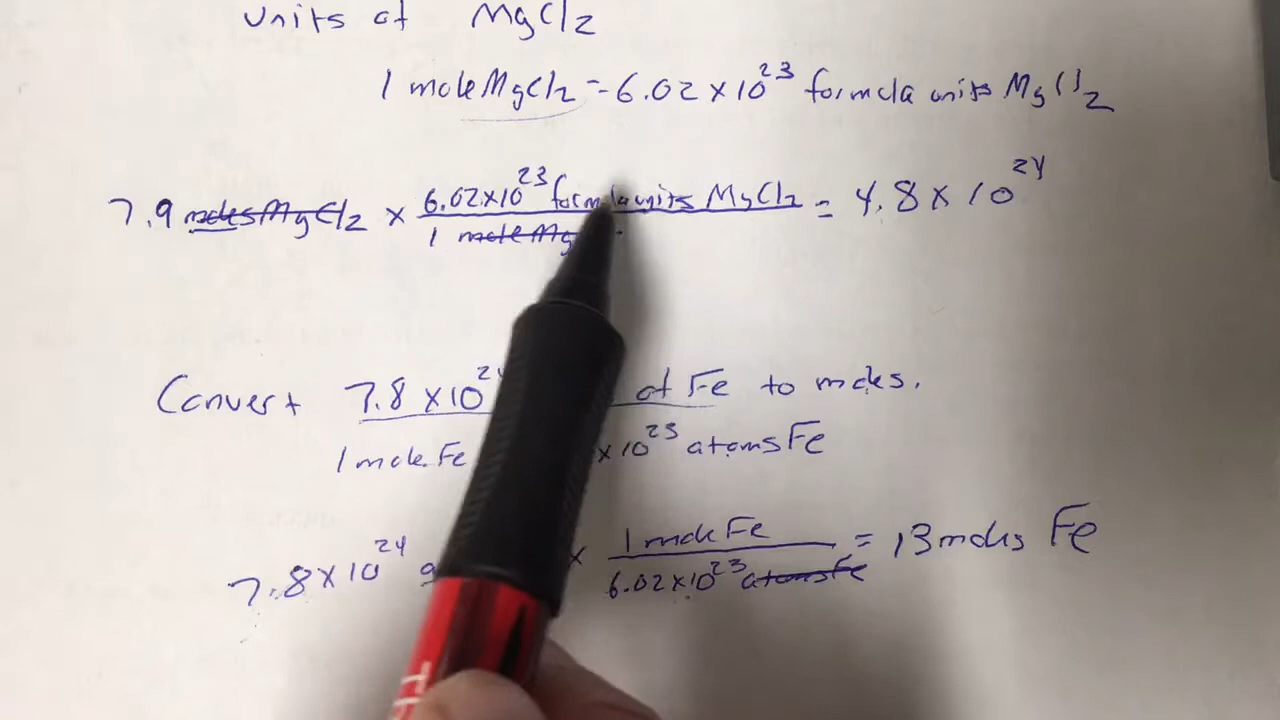 units of MgCl2
1 mole MgCl2 = 6.02 x 10^23 formula units MgCl2
7.9 moles MgCl2 x 6.02x10^23 formula units MgCl2 = 4.8 x 10^24
1 mole Mg
Convert 7.8 x 10^2 of Fe to moles.
1 mole Fe x 10^23 atoms Fe
7.8 x 10^24 x 1 mole Fe = 13 moles Fe
6.02 x 10^23 atoms Fe